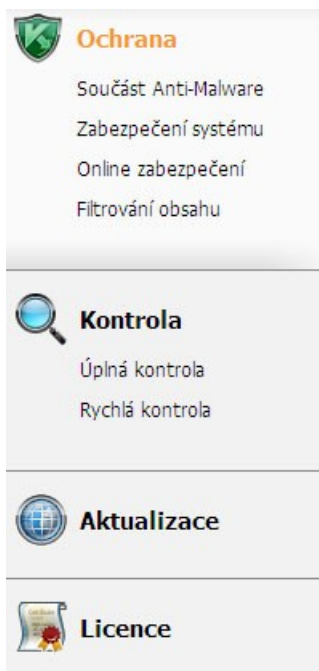 Ochrana
Součást Anti-Malware
Zabezpečení systému
Online zabezpečení
Filtrování obsahu
Kontrola
Úplná kontrola
Rychlá kontrola
Aktualizace
Licence